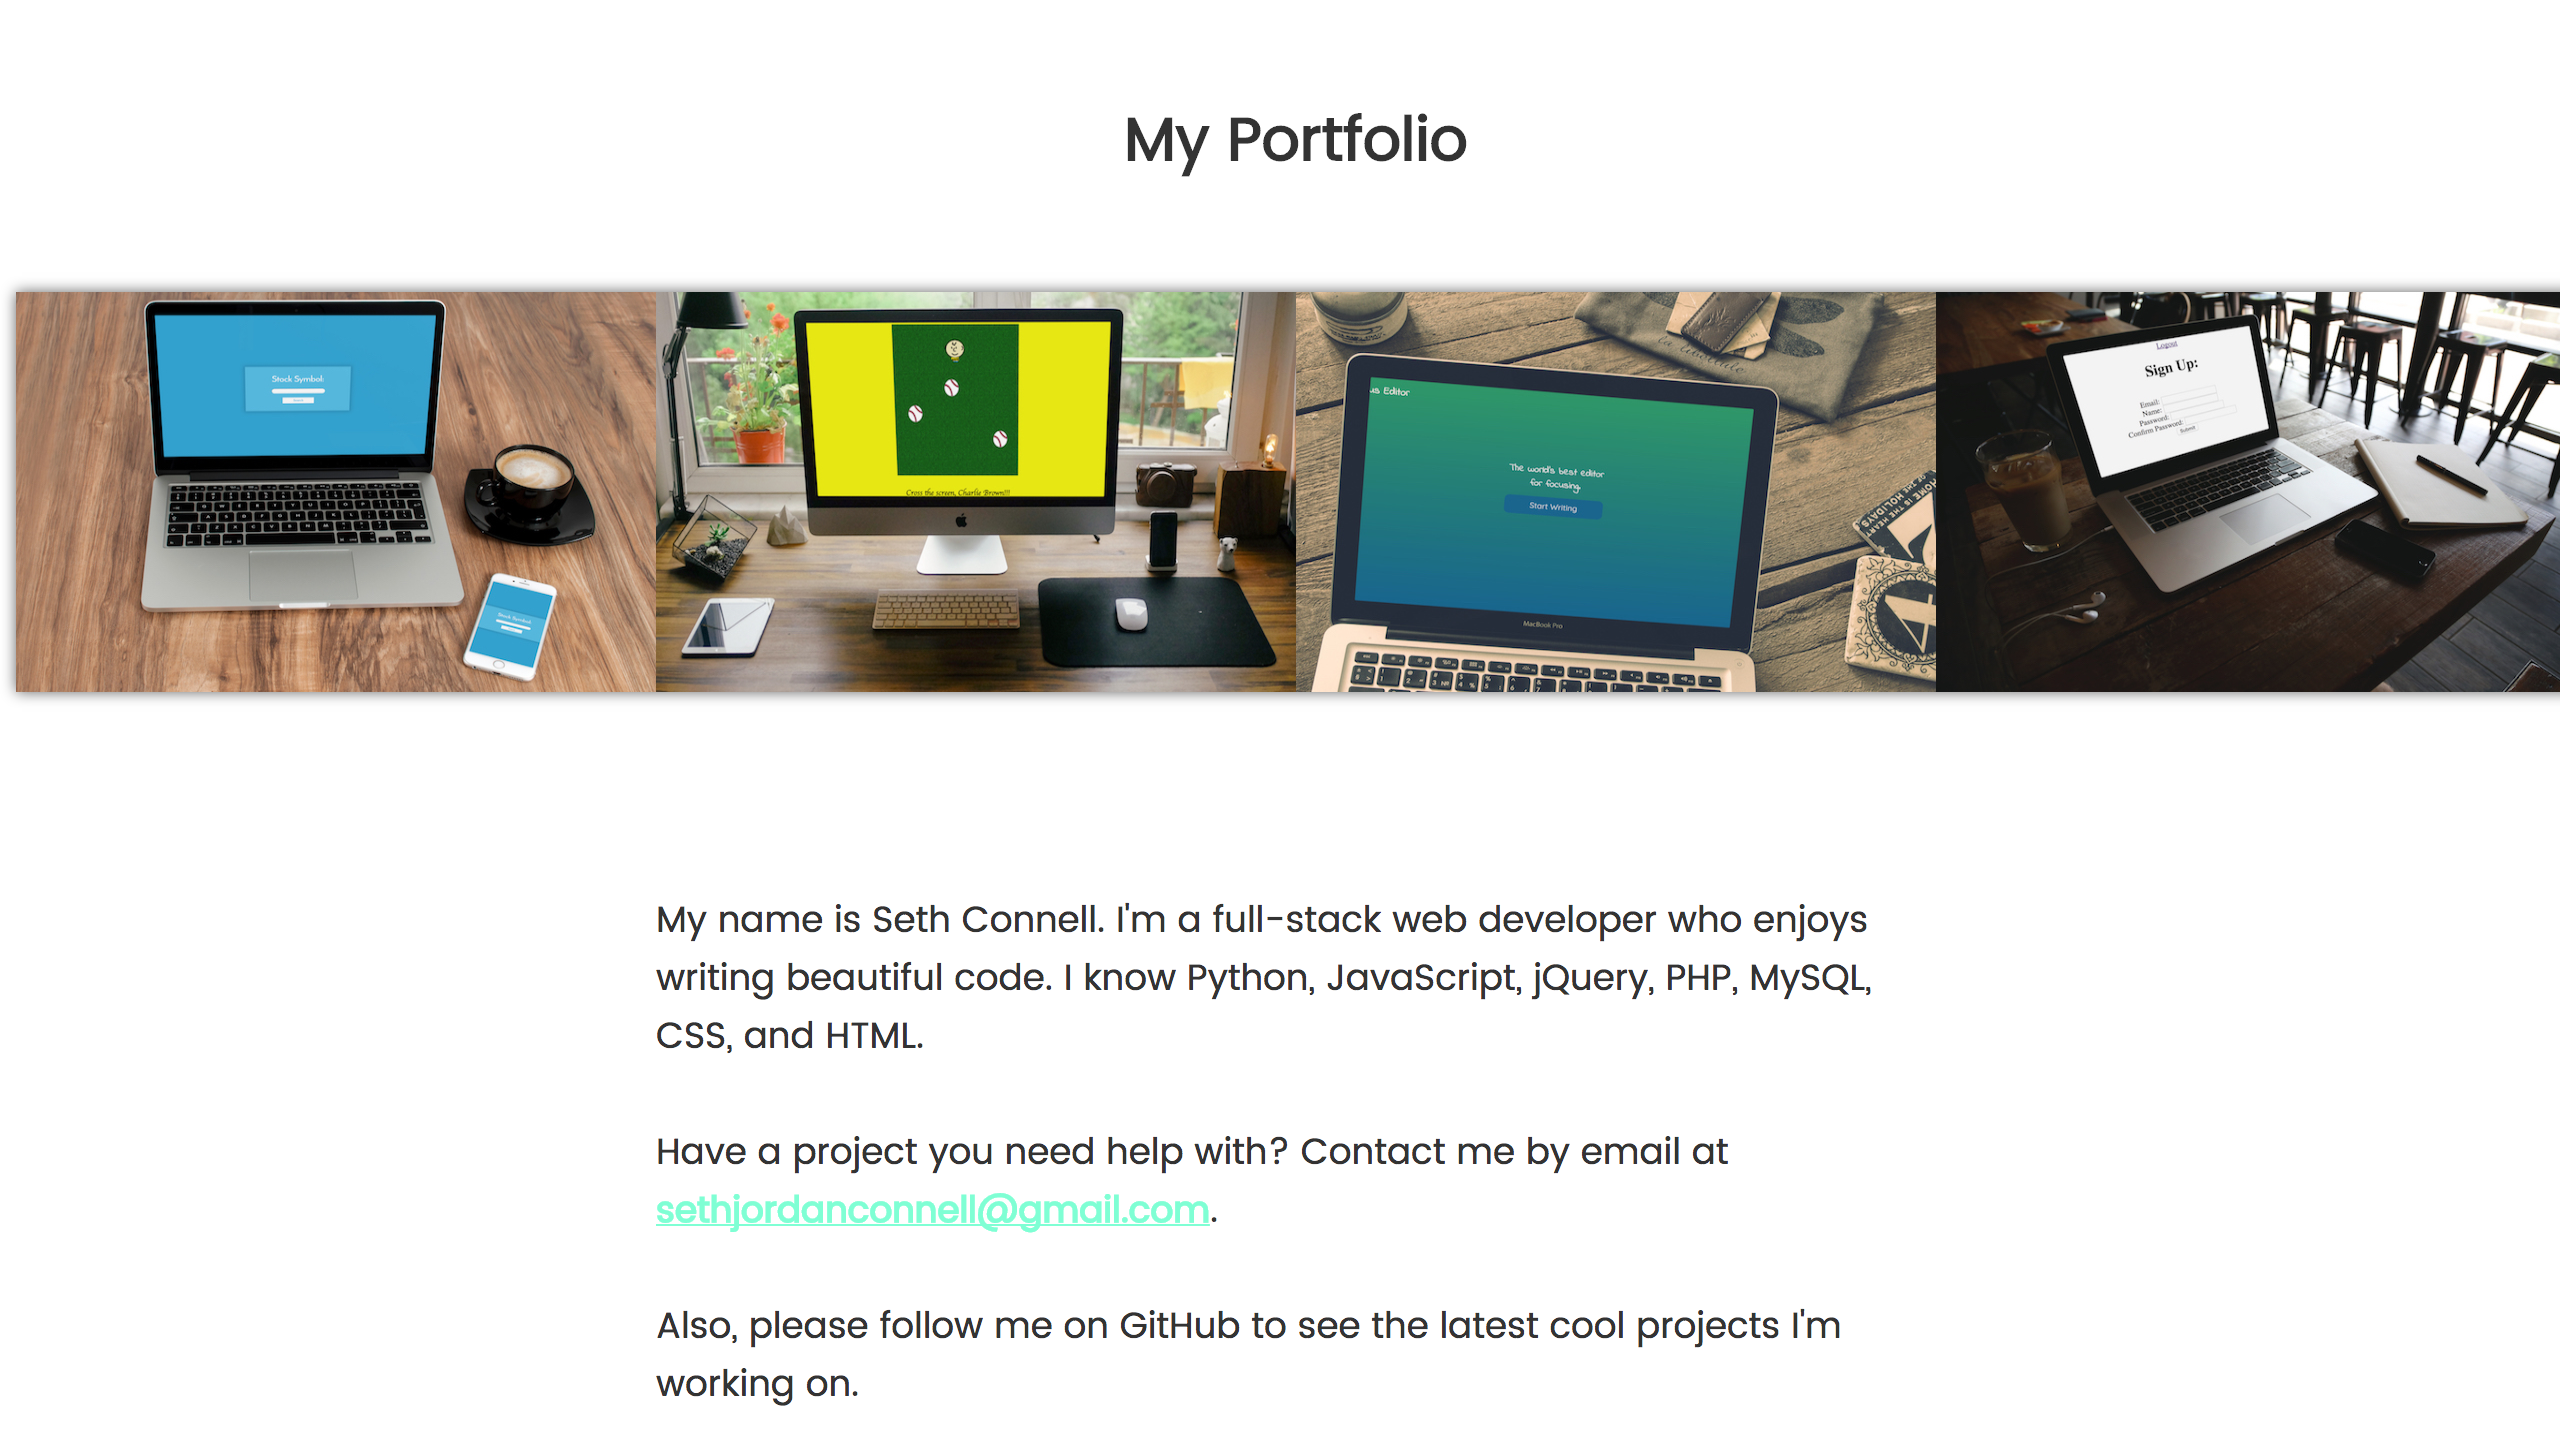 My Portfolio
Stock Symbol:
Cross the screen, Charlie Brown!!!
us Editor
The world's best editor
for focusing.
Start Writing
MacBook Pro
Logout
Sign Up:
Email:
Name:
Password:
Confirm Password:
Submit
My name is Seth Connell. I'm a full-stack web developer who enjoys
writing beautiful code. I know Python, JavaScript, jQuery, PHP, MySQL,
CSS, and HTML.
Have a project you need help with? Contact me by email at
sethjordanconnell@gmail.com.
Also, please follow me on GitHub to see the latest cool projects I'm
working on.